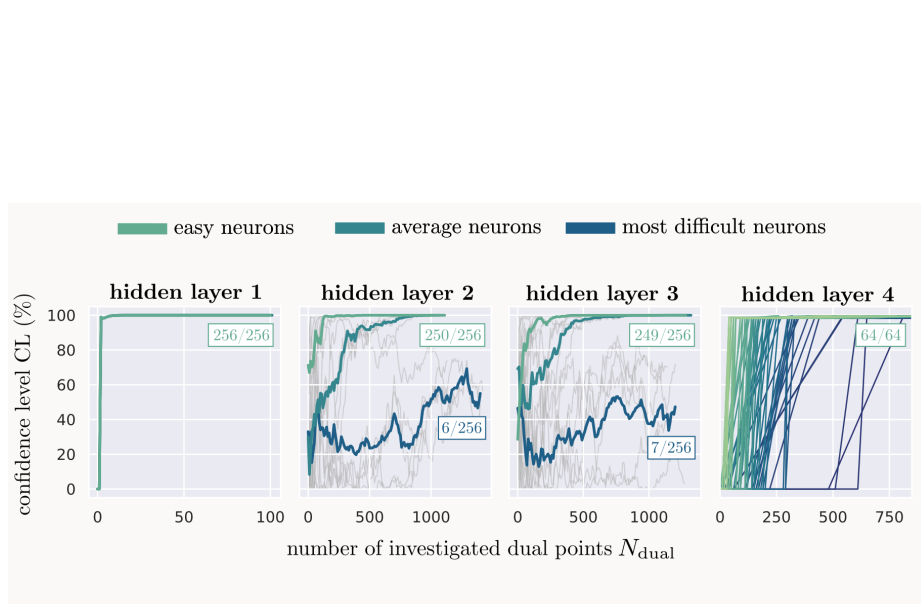 easy neurons average neurons most difficult neurons
hidden layer 1 hidden layer 2 hidden layer 3 hidden layer 4
confidence level CL (%)
100
80
60
40
20
0
256/256 250/256 249/256 64/64
6/256 7/256
0 50 100 0 500 1000 0 500 1000 0 250 500 750
number of investigated dual points N_dual